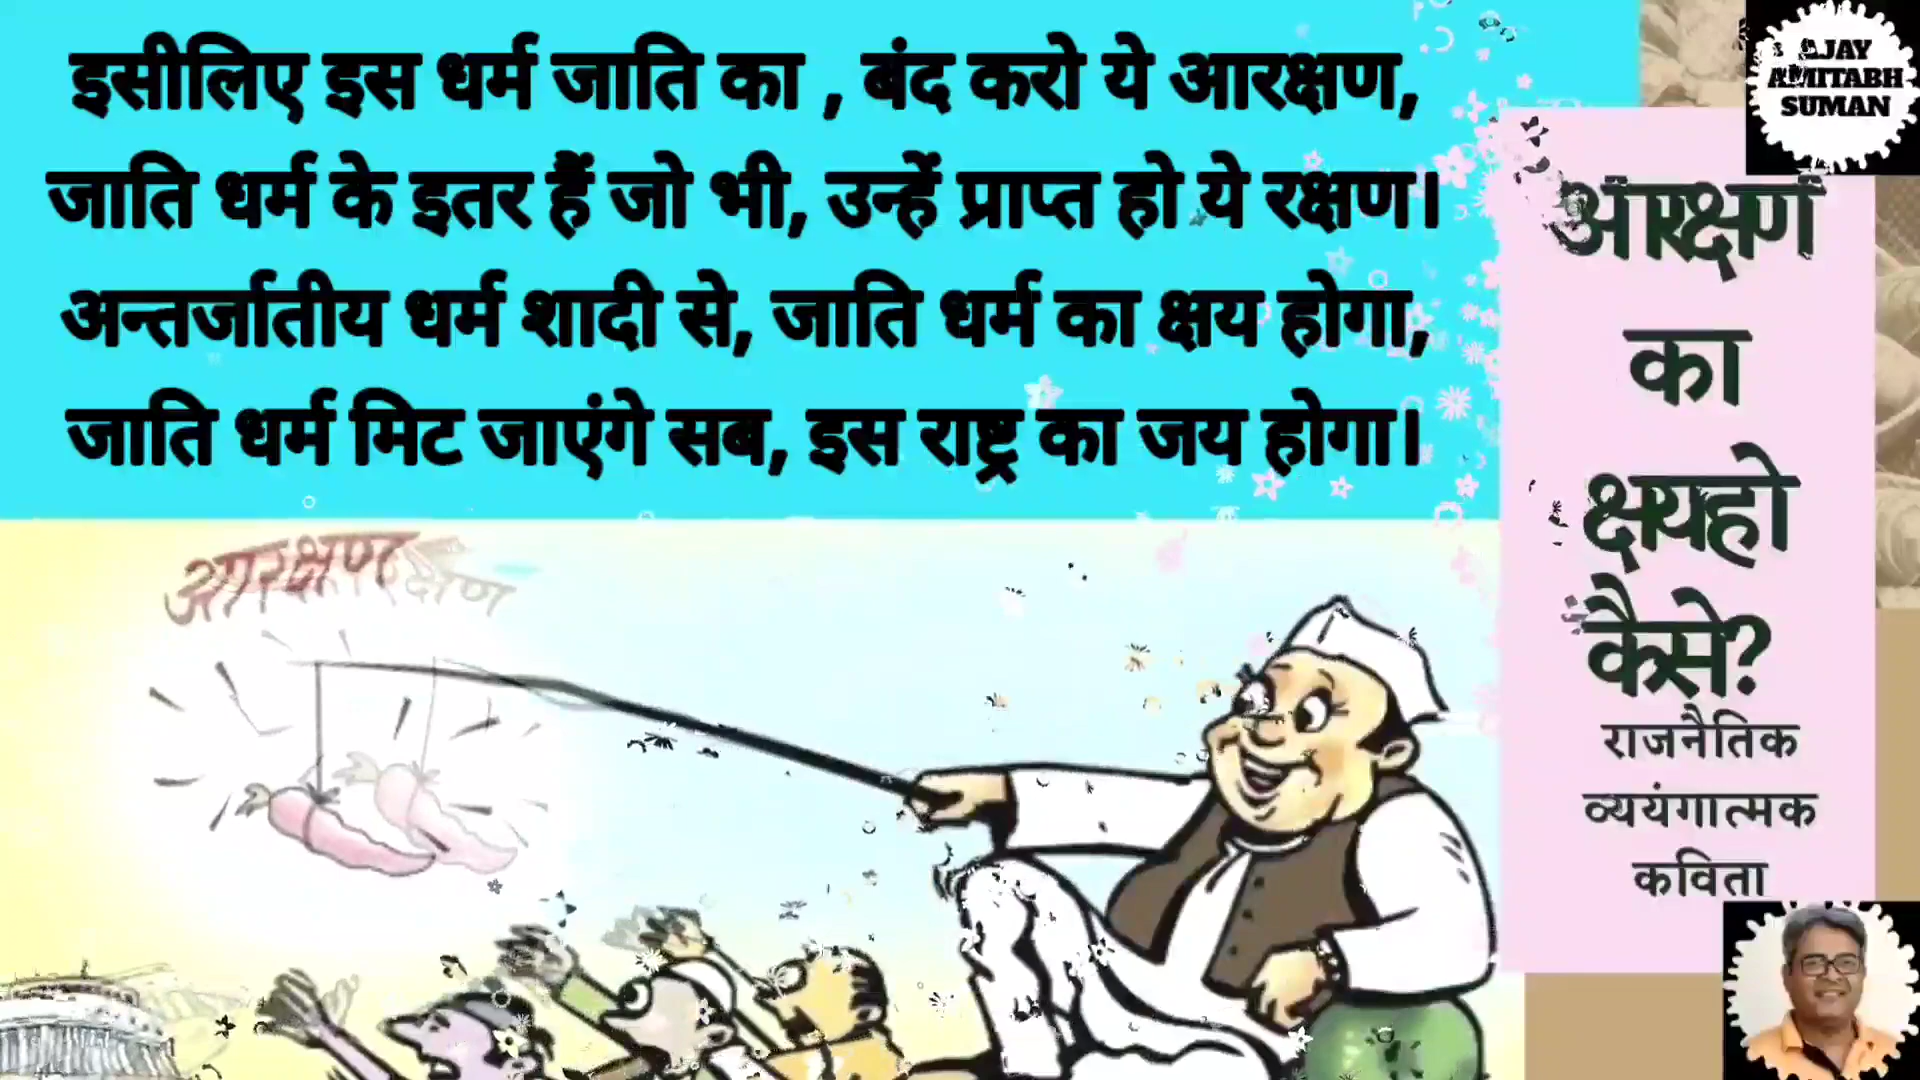 इसीलिए इस धर्म जाति का , बंद करो ये आरक्षण,
जाति धर्म के इतर हैं जो भी, उन्हें प्राप्त हो ये रक्षण।
अन्तर्जातीय धर्म शादी से, जाति धर्म का क्षय होगा,
जाति धर्म मिट जाएंगे सब, इस राष्ट्र का जय होगा।
आरक्षण
AJAY
AMITABH
SUMAN
आरक्षण
का
क्षयहो
कैसे?
राजनैतिक
व्ययंगात्मक
कविता